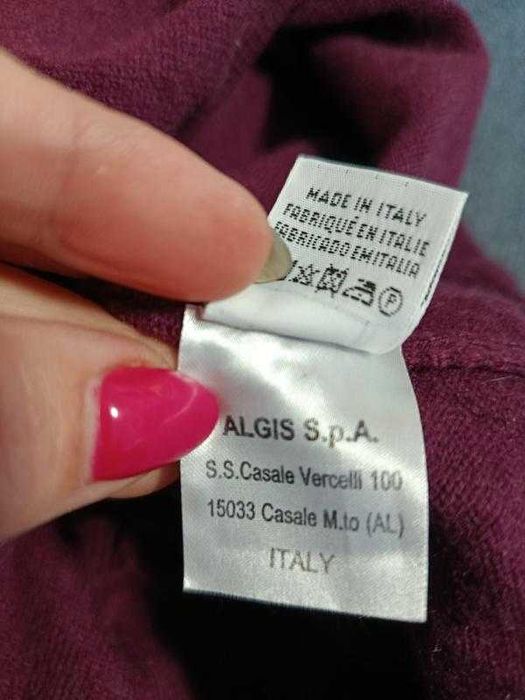 MADE IN ITALY
FABRIQUÉ EN ITALIE
FABRICADO EM ITALIA
P
ALGIS S.p.A.
S.S.Casale Vercelli 100
15033 Casale M.to (AL)
ITALY